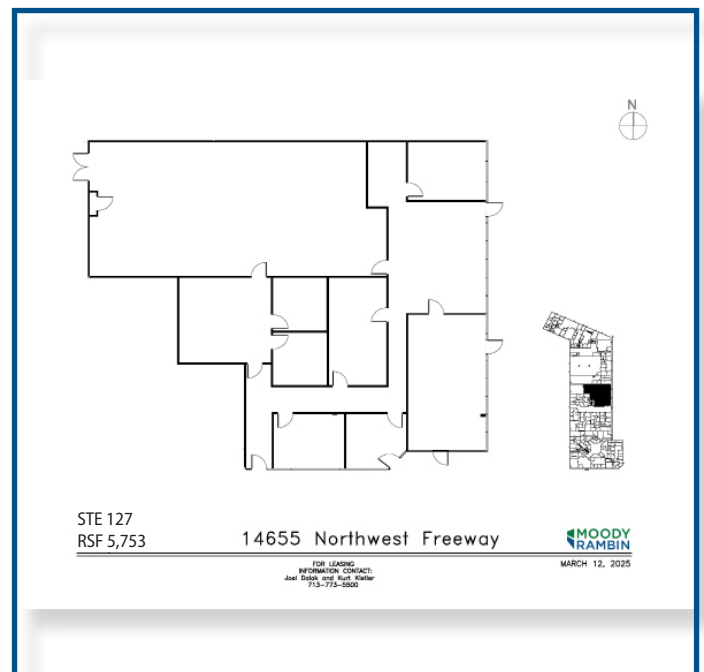 N
STE 127
RSF 5,753
14655 Northwest Freeway
MOODY
RAMBIN
MARCH 12, 2025
FOR LEASING
INFORMATION CONTACT:
Joel Dolak and Kurt Kistler
713-773-5500